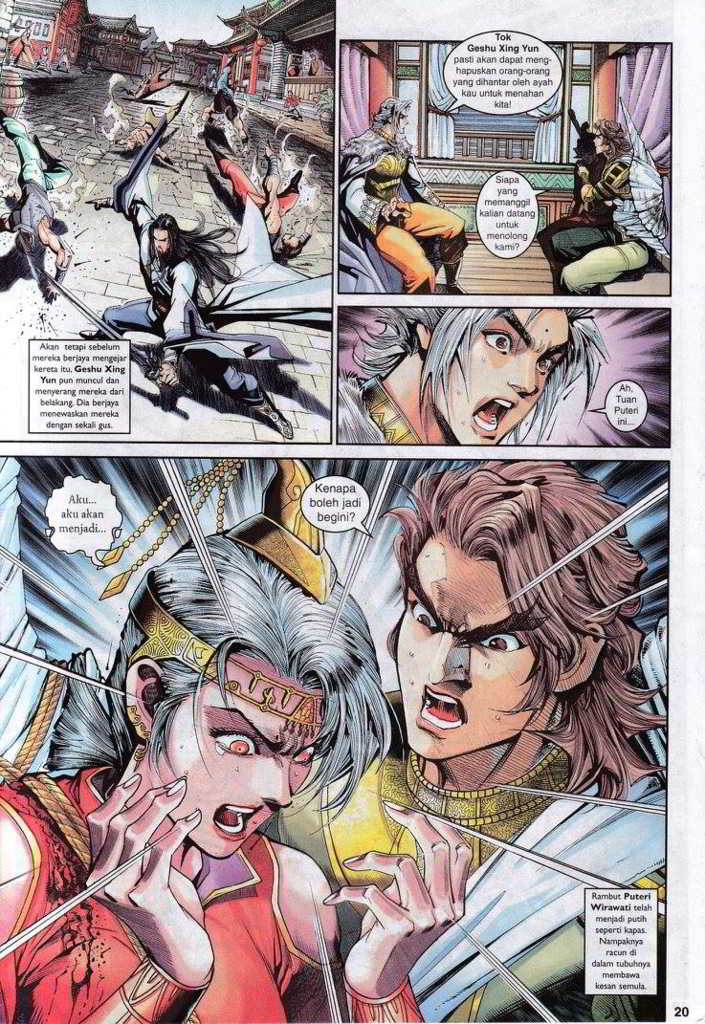 Akan tetapi sebelum
mereka berjaya mengejar
kereta itu, Geshu Xing
Yun pun muncul dan
menyerang mereka dari
belakang. Dia berjaya
menewaskan mereka
dengan sekali gus.
Tok
Geshu Xing Yun
pasti akan dapat meng-
hapuskan orang-orang
yang dihantar oleh ayah
kau untuk menahan
kita!
Siapa
yang
memanggil
kalian datang
untuk
menolong
kami?
Ah,
Tuan
Puteri
ini...
Aku...
aku akan
menjadi...
Kenapa
boleh jadi
begini?
Rambut Puteri
Wirawati telah
menjadi putih
seperti kapas.
Nampaknya
racun di
dalam tubuhnya
membawa
kesan semula.
20